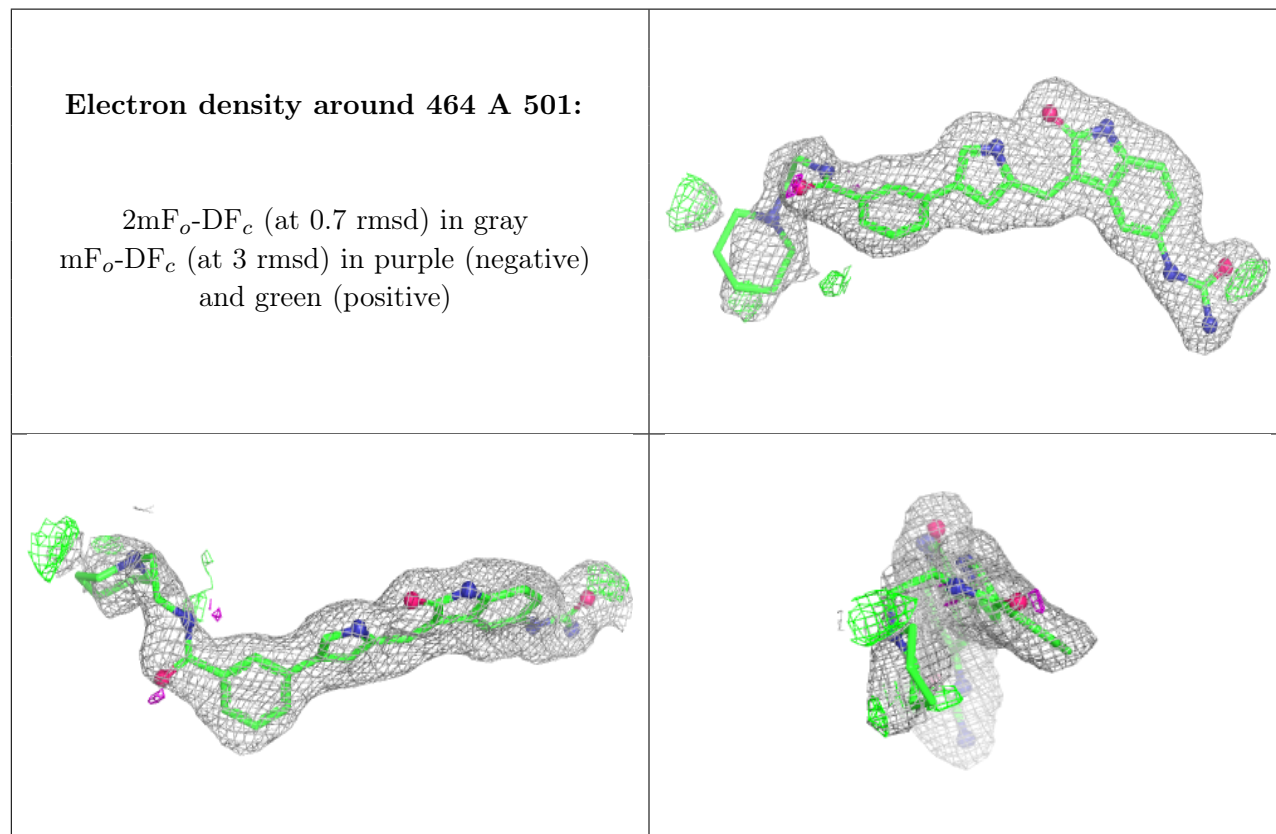 Electron density around 464 A 501:
2mFo-DFc (at 0.7 rmsd) in gray
mFo-DFc (at 3 rmsd) in purple (negative)
and green (positive)